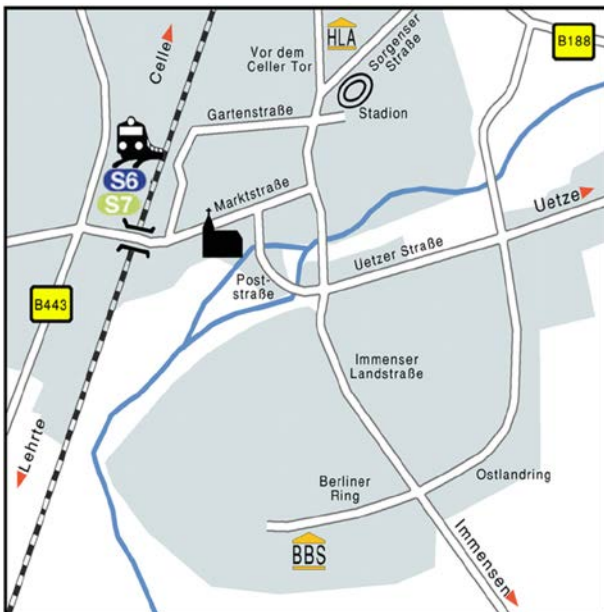 HLA
B188
Celle
Vor dem
Celler Tor
Sorgenser
Straße
Gartenstraße
Stadion
S6
S7
Marktstraße
Uetze
Uetzer Straße
Post-
straße
B443
Immenser
Landstraße
Lehrte
Berliner
Ring
Ostlandring
BBS
Immensen